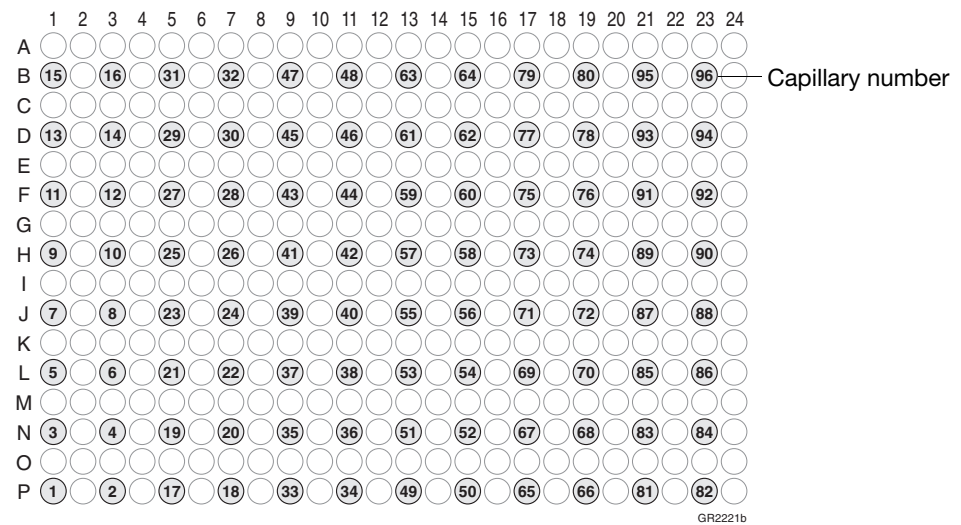 1 2 3 4 5 6 7 8 9 10 11 12 13 14 15 16 17 18 19 20 21 22 23 24
A
B 15 16 31 32 47 48 63 64 79 80 95 96 Capillary number
C
D 13 14 29 30 45 46 61 62 77 78 93 94
E
F 11 12 27 28 43 44 59 60 75 76 91 92
G
H 9 10 25 26 41 42 57 58 73 74 89 90
I
J 7 8 23 24 39 40 55 56 71 72 87 88
K
L 5 6 21 22 37 38 53 54 69 70 85 86
M
N 3 4 19 20 35 36 51 52 67 68 83 84
O
P 1 2 17 18 33 34 49 50 65 66 81 82
GR2221b